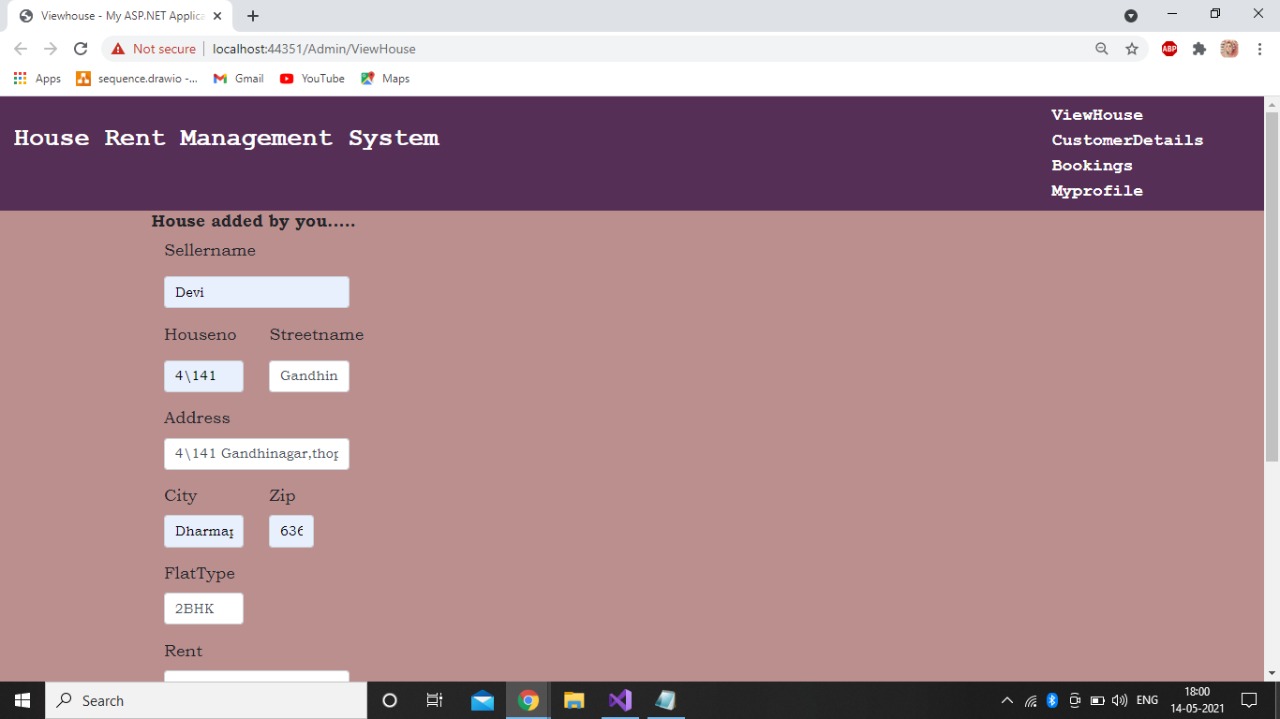 Viewhouse - My ASP.NET Applica
Not secure
localhost:44351/Admin/ViewHouse
ABP
Apps
sequence.drawio -...
Gmail
YouTube
Maps
House Rent Management System
ViewHouse
CustomerDetails
Bookings
Myprofile
House added by you.....
Sellername
Devi
Houseno Streetname
4\141 Gandhin
Address
4\141 Gandhinagar,thop
City Zip
Dharmap 636
FlatType
2BHK
Rent
Search
ENG
18:00
14-05-2021